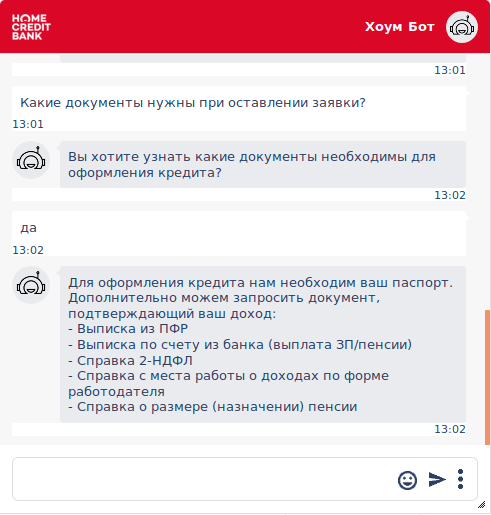 HOME
CREDIT
BANK
Хоум Бот
13:01
Какие документы нужны при оставлении заявки?
13:01
Вы хотите узнать какие документы необходимы для
оформления кредита?
13:02
да
13:02
Для оформления кредита нам необходим ваш паспорт.
Дополнительно можем запросить документ,
подтверждающий ваш доход:
- Выписка из ПФР
- Выписка по счету из банка (выплата ЗП/пенсии)
- Справка 2-НДФЛ
- Справка с места работы о доходах по форме
работодателя
- Справка о размере (назначении) пенсии
13:02